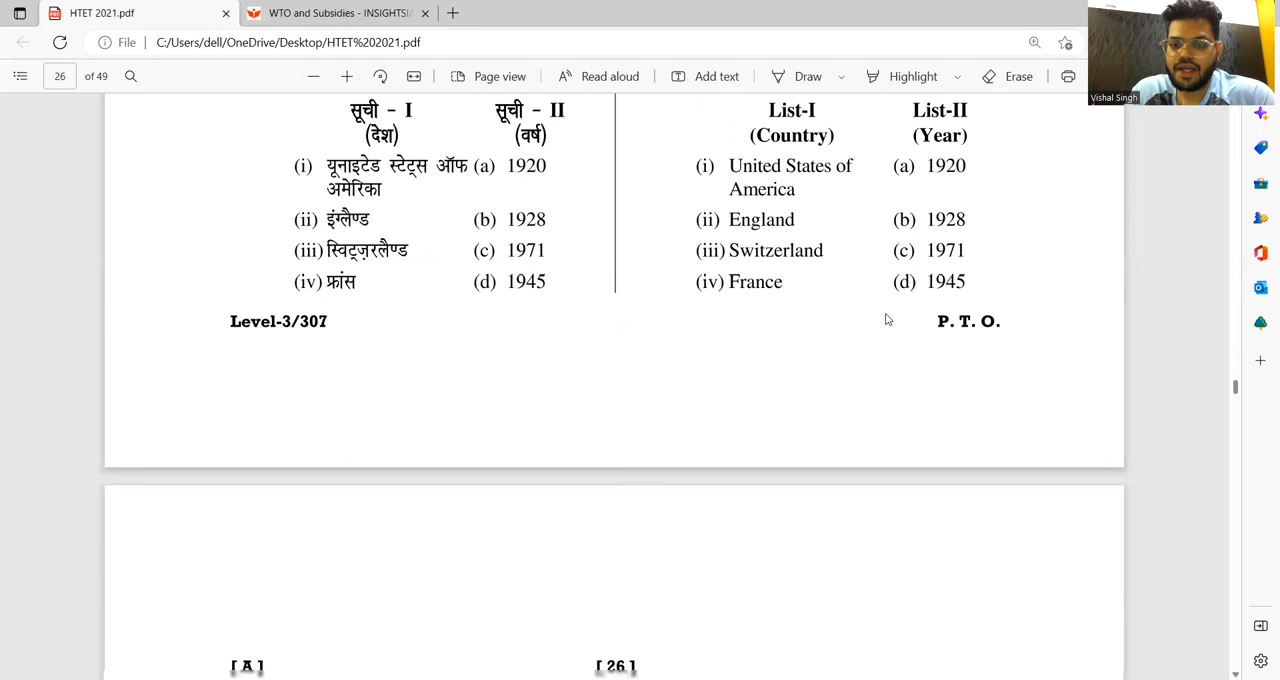 HTET 2021.pdf
WTO and Subsidies - INSIGHTSI
File C:/Users/dell/OneDrive/Desktop/HTET%202021.pdf
26 of 49 Page view Read aloud Add text Draw Highlight Erase
Vishal Singh
सूची - I सूची - II
(देश) (वर्ष)
(i) यूनाइटेड स्टेट्स ऑफ (a) 1920
अमेरिका
(ii) इंग्लैण्ड (b) 1928
(iii) स्विट्ज़रलैण्ड (c) 1971
(iv) फ्रांस (d) 1945
List-I List-II
(Country) (Year)
(i) United States of (a) 1920
America
(ii) England (b) 1928
(iii) Switzerland (c) 1971
(iv) France (d) 1945
Level-3/307 P. T. O.
[ A ] [ 26 ]